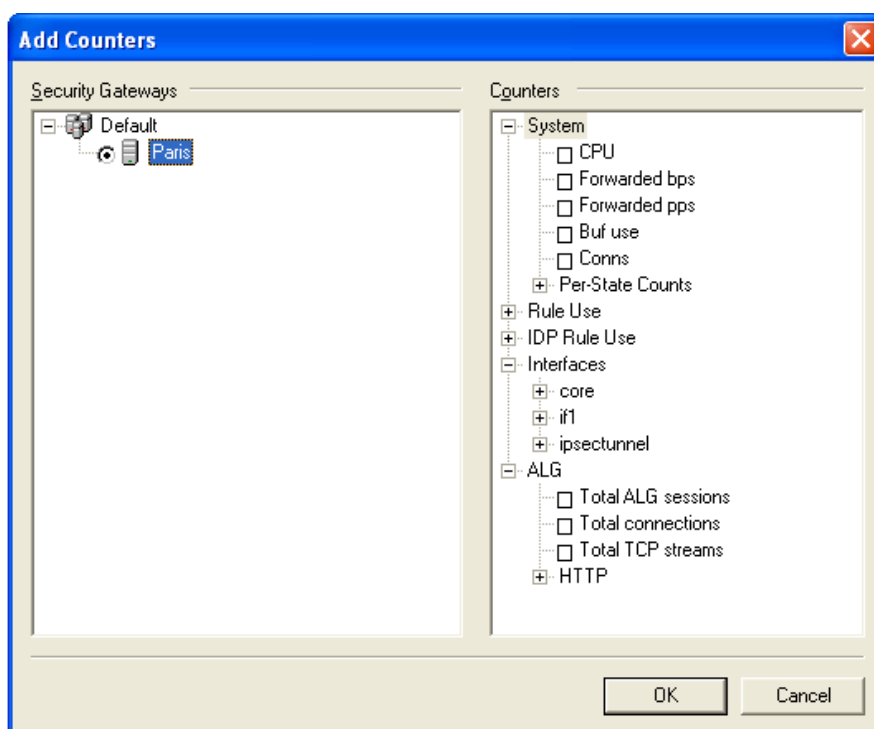 Add Counters
Security Gateways
Default
Paris
Counters
System
CPU
Forwarded bps
Forwarded pps
Buf use
Conns
Per-State Counts
Rule Use
IDP Rule Use
Interfaces
core
if1
ipsectunnel
ALG
Total ALG sessions
Total connections
Total TCP streams
HTTP
OK
Cancel